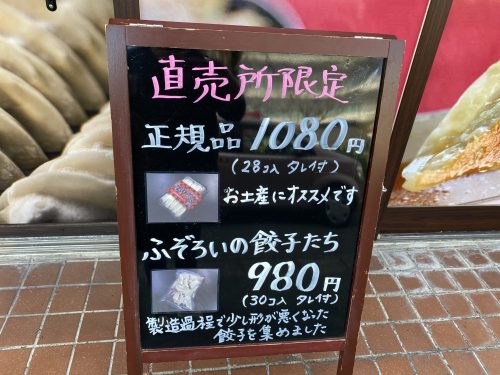 直売所限定
正規品 1080円
(28コ入 タレ付)
お土産にオススメです
ふぞろいの餃子たち
980円
(30コ入 タレ付)
製造過程で少し形が悪くなった
餃子を集めました